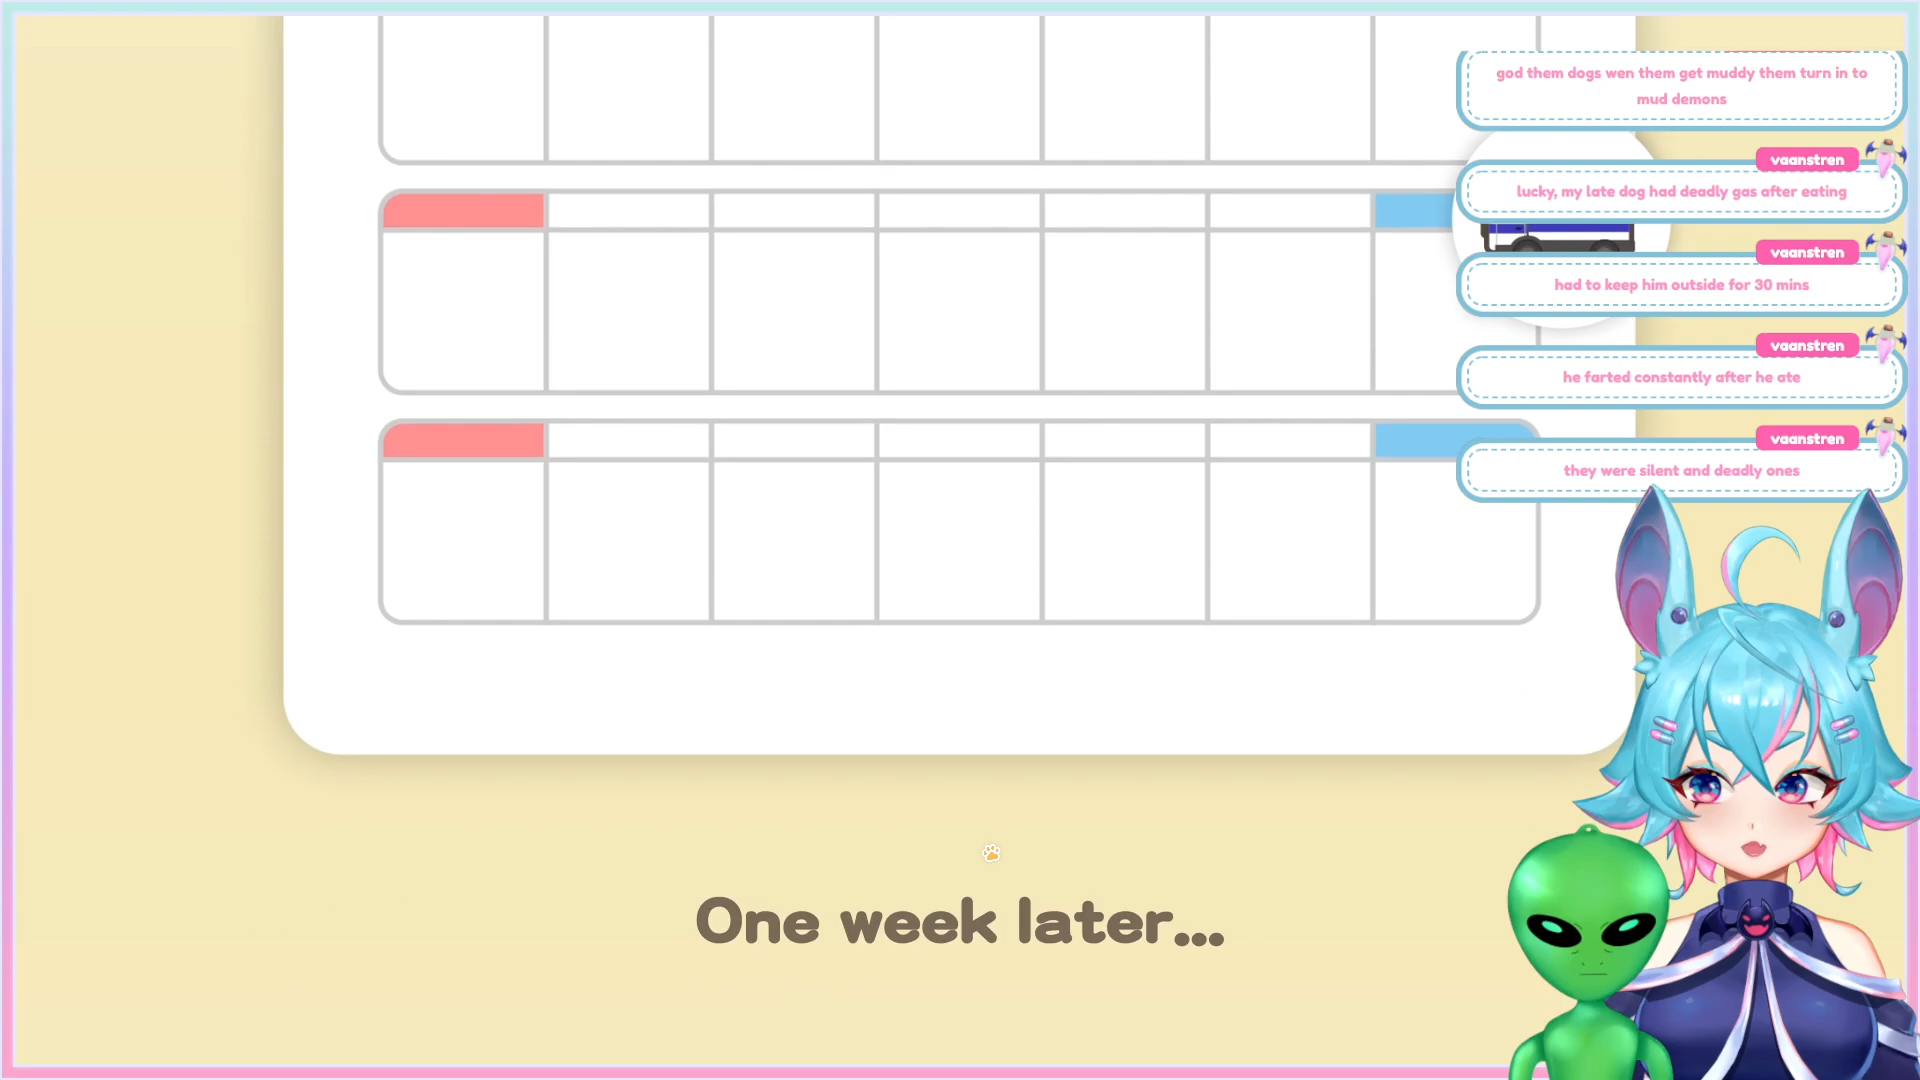 god them dogs wen them get muddy them turn in to
mud demons
vaanstren
lucky, my late dog had deadly gas after eating
vaanstren
had to keep him outside for 30 mins
vaanstren
he farted constantly after he ate
vaanstren
they were silent and deadly ones
One week later...